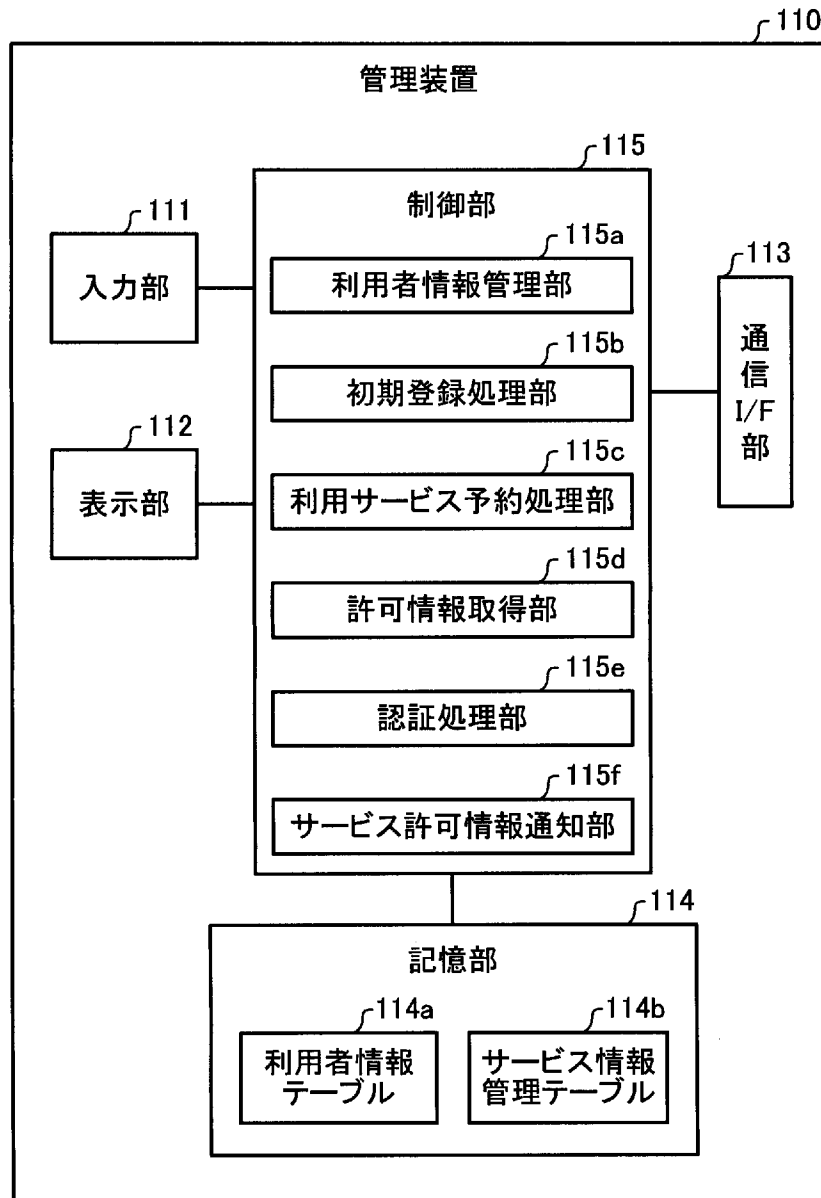 110
管理装置
115
制御部
111
入力部
115a
利用者情報管理部
113
通信I/F部
115b
初期登録処理部
112
表示部
115c
利用サービス予約処理部
115d
許可情報取得部
115e
認証処理部
115f
サービス許可情報通知部
114
記憶部
114a
利用者情報
テーブル
114b
サービス情報
管理テーブル